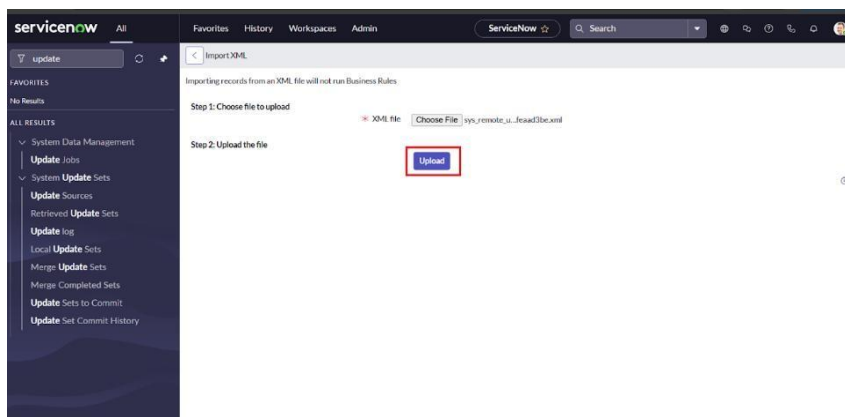 servicenow All Favorites History Workspaces Admin ServiceNow Search
update
Import XML
Importing records from an XML file will not run Business Rules
FAVORITES
No Results
Step 1: Choose file to upload
XML file Choose File sys_remote_u...feaad3be.xml
ALL RESULTS
System Data Management
Step 2: Upload the file
Upload
Update Jobs
System Update Sets
Update Sources
Retrieved Update Sets
Update log
Local Update Sets
Merge Update Sets
Merge Completed Sets
Update Sets to Commit
Update Set Commit History